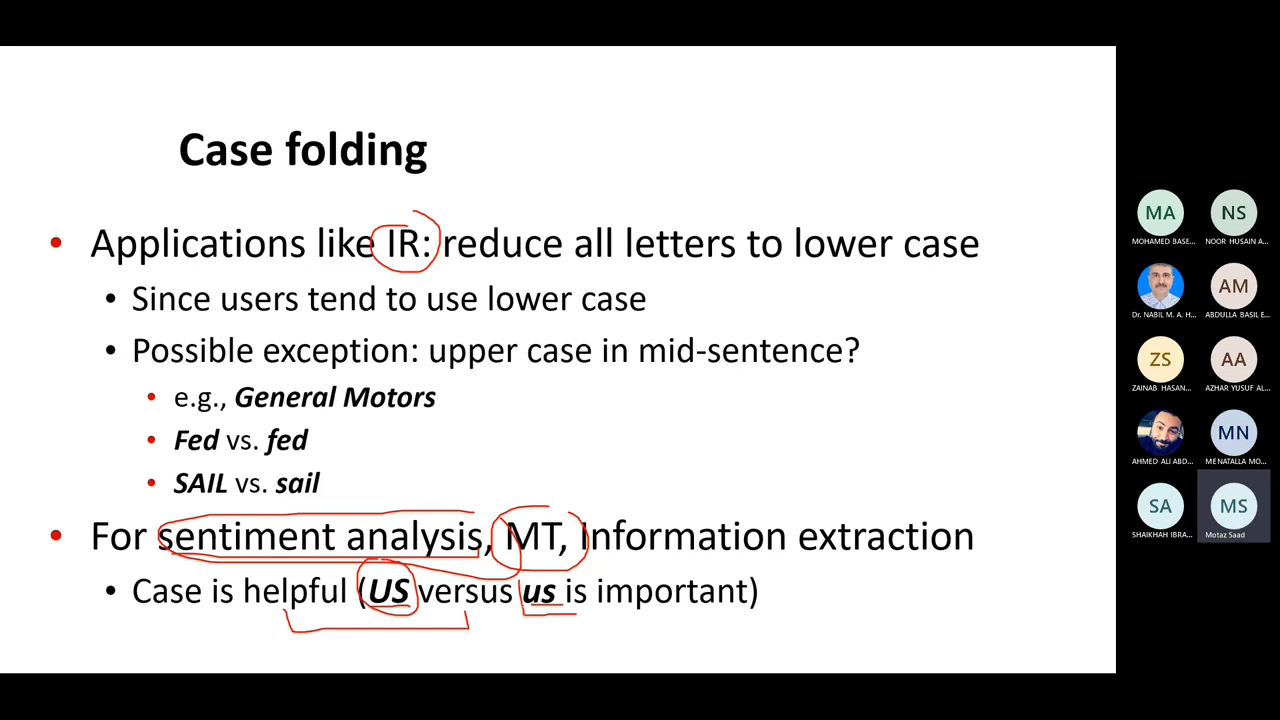 Case folding
• Applications like IR: reduce all letters to lower case
• Since users tend to use lower case
• Possible exception: upper case in mid-sentence?
• e.g., General Motors
• Fed vs. fed
• SAIL vs. sail
• For sentiment analysis, MT, Information extraction
• Case is helpful (US versus us is important)
MA NS
MOHAMED BASE... NOOR HUSAIN A...
AM
Dr. NABIL M. A. H... ABDULLA BASIL E...
ZS AA
ZAINAB HASAN... AZHAR YUSUF AL...
MN
AHMED ALI ABD... MENATALLA MO...
SA MS
SHAIKHAH IBRA... Motaz Saad